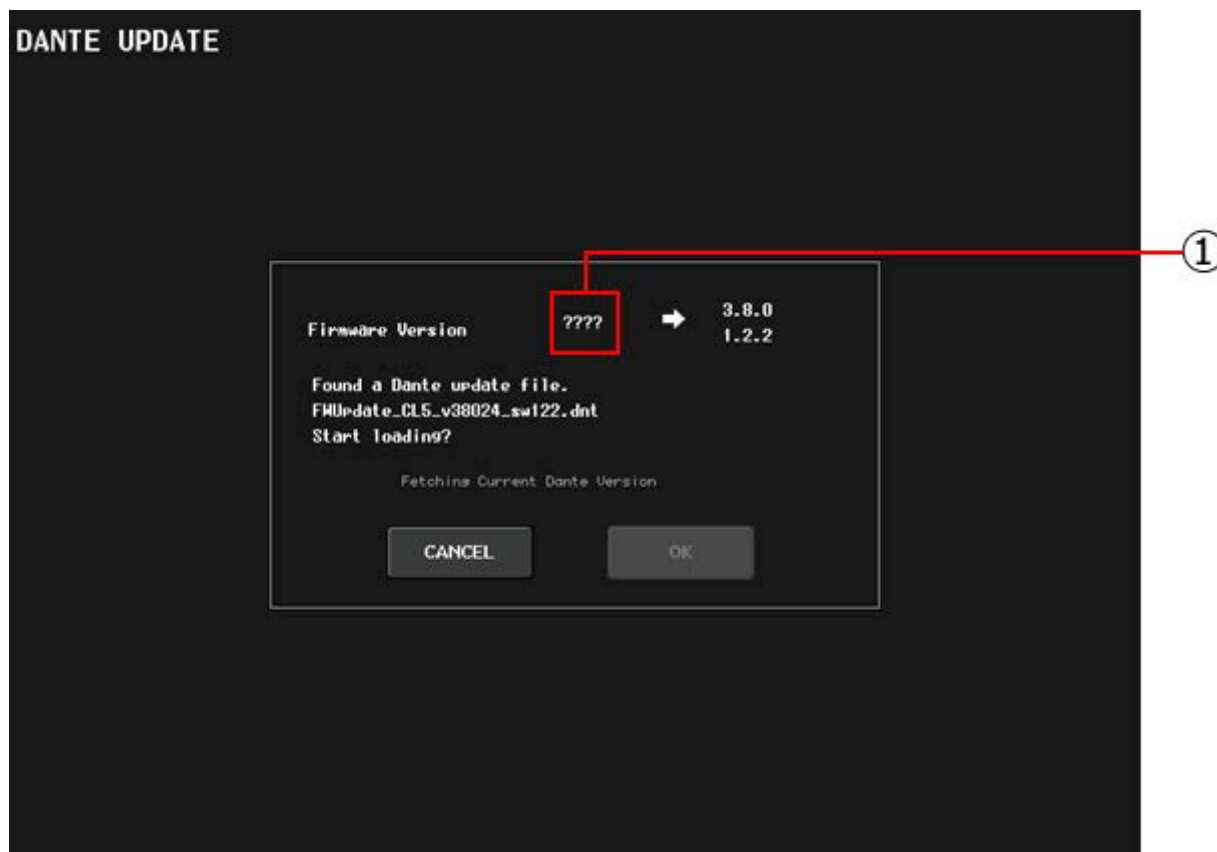 DANTE UPDATE
①
Firmware Version ???? ➡ 3.8.0
1.2.2
Found a Dante update file.
FWUpdate_CL5_v38024_sw122.dnt
Start loading?
Fetching Current Dante Version
CANCEL OK